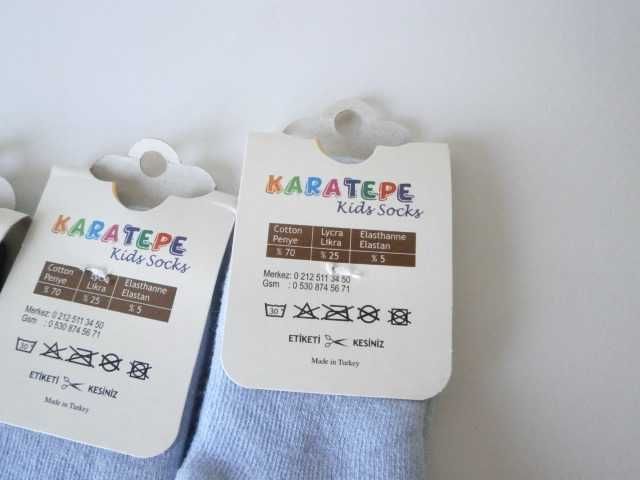 KARATEPE
Kids Socks
Cotton Penye
Lycra Likra
Elasthanne Elastan
% 70
% 25
% 5
Merkez: 0 212 511 34 50
Gsm : 0 530 874 56 71
30
ETİKETİ KESİNİZ
Made in Turkey
KARATEPE
Kids Socks
Cotton Penye
Likra
Elasthanne Elastan
% 70
% 25
% 5
Merkez: 0 212 511 34 50
Gsm : 0 530 874 56 71
30
ETİKETİ KESİNİZ
Made in Turkey